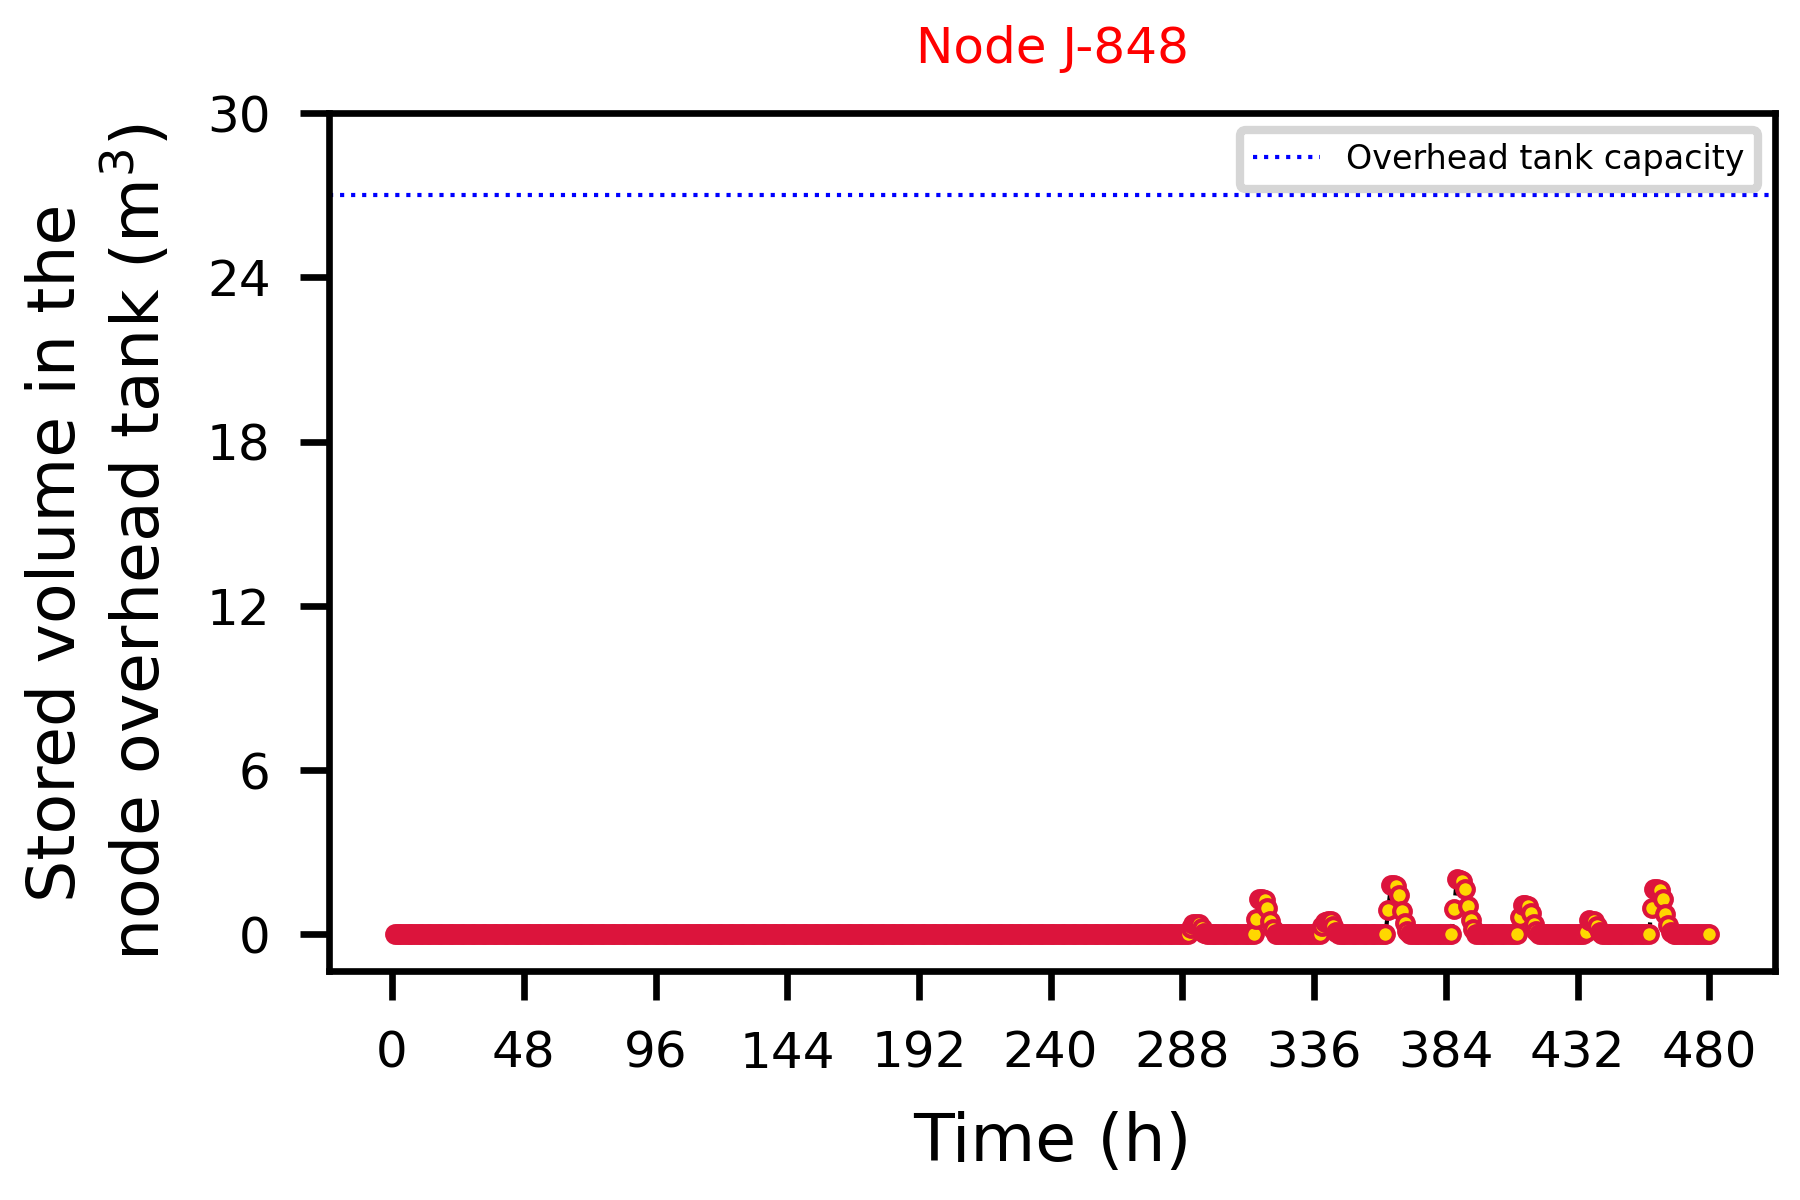 Node J-848
Stored volume in the
node overhead tank (m³)
30
24
18
12
6
0
Overhead tank capacity
0 48 96 144 192 240 288 336 384 432 480
Time (h)